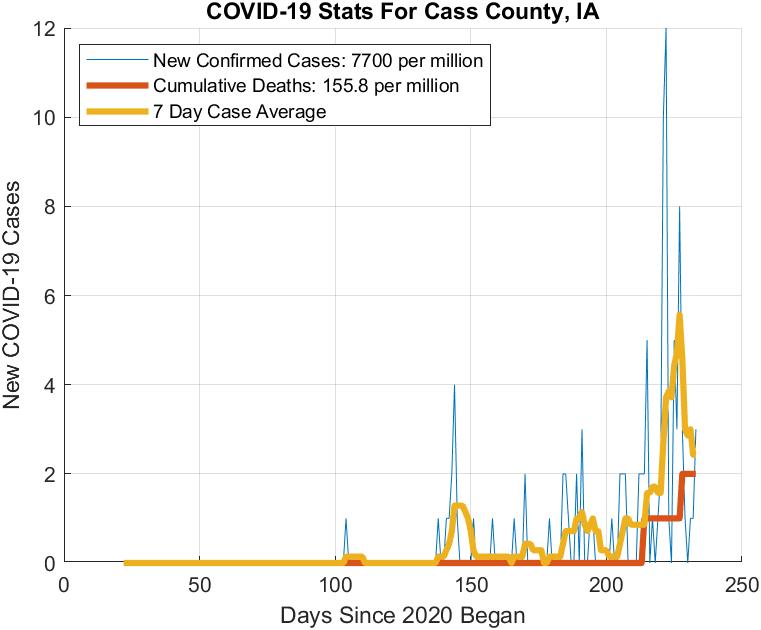 COVID-19 Stats For Cass County, IA
New Confirmed Cases: 7700 per million
Cumulative Deaths: 155.8 per million
7 Day Case Average
New COVID-19 Cases
12
10
8
6
4
2
0
0 50 100 150 200 250
Days Since 2020 Began